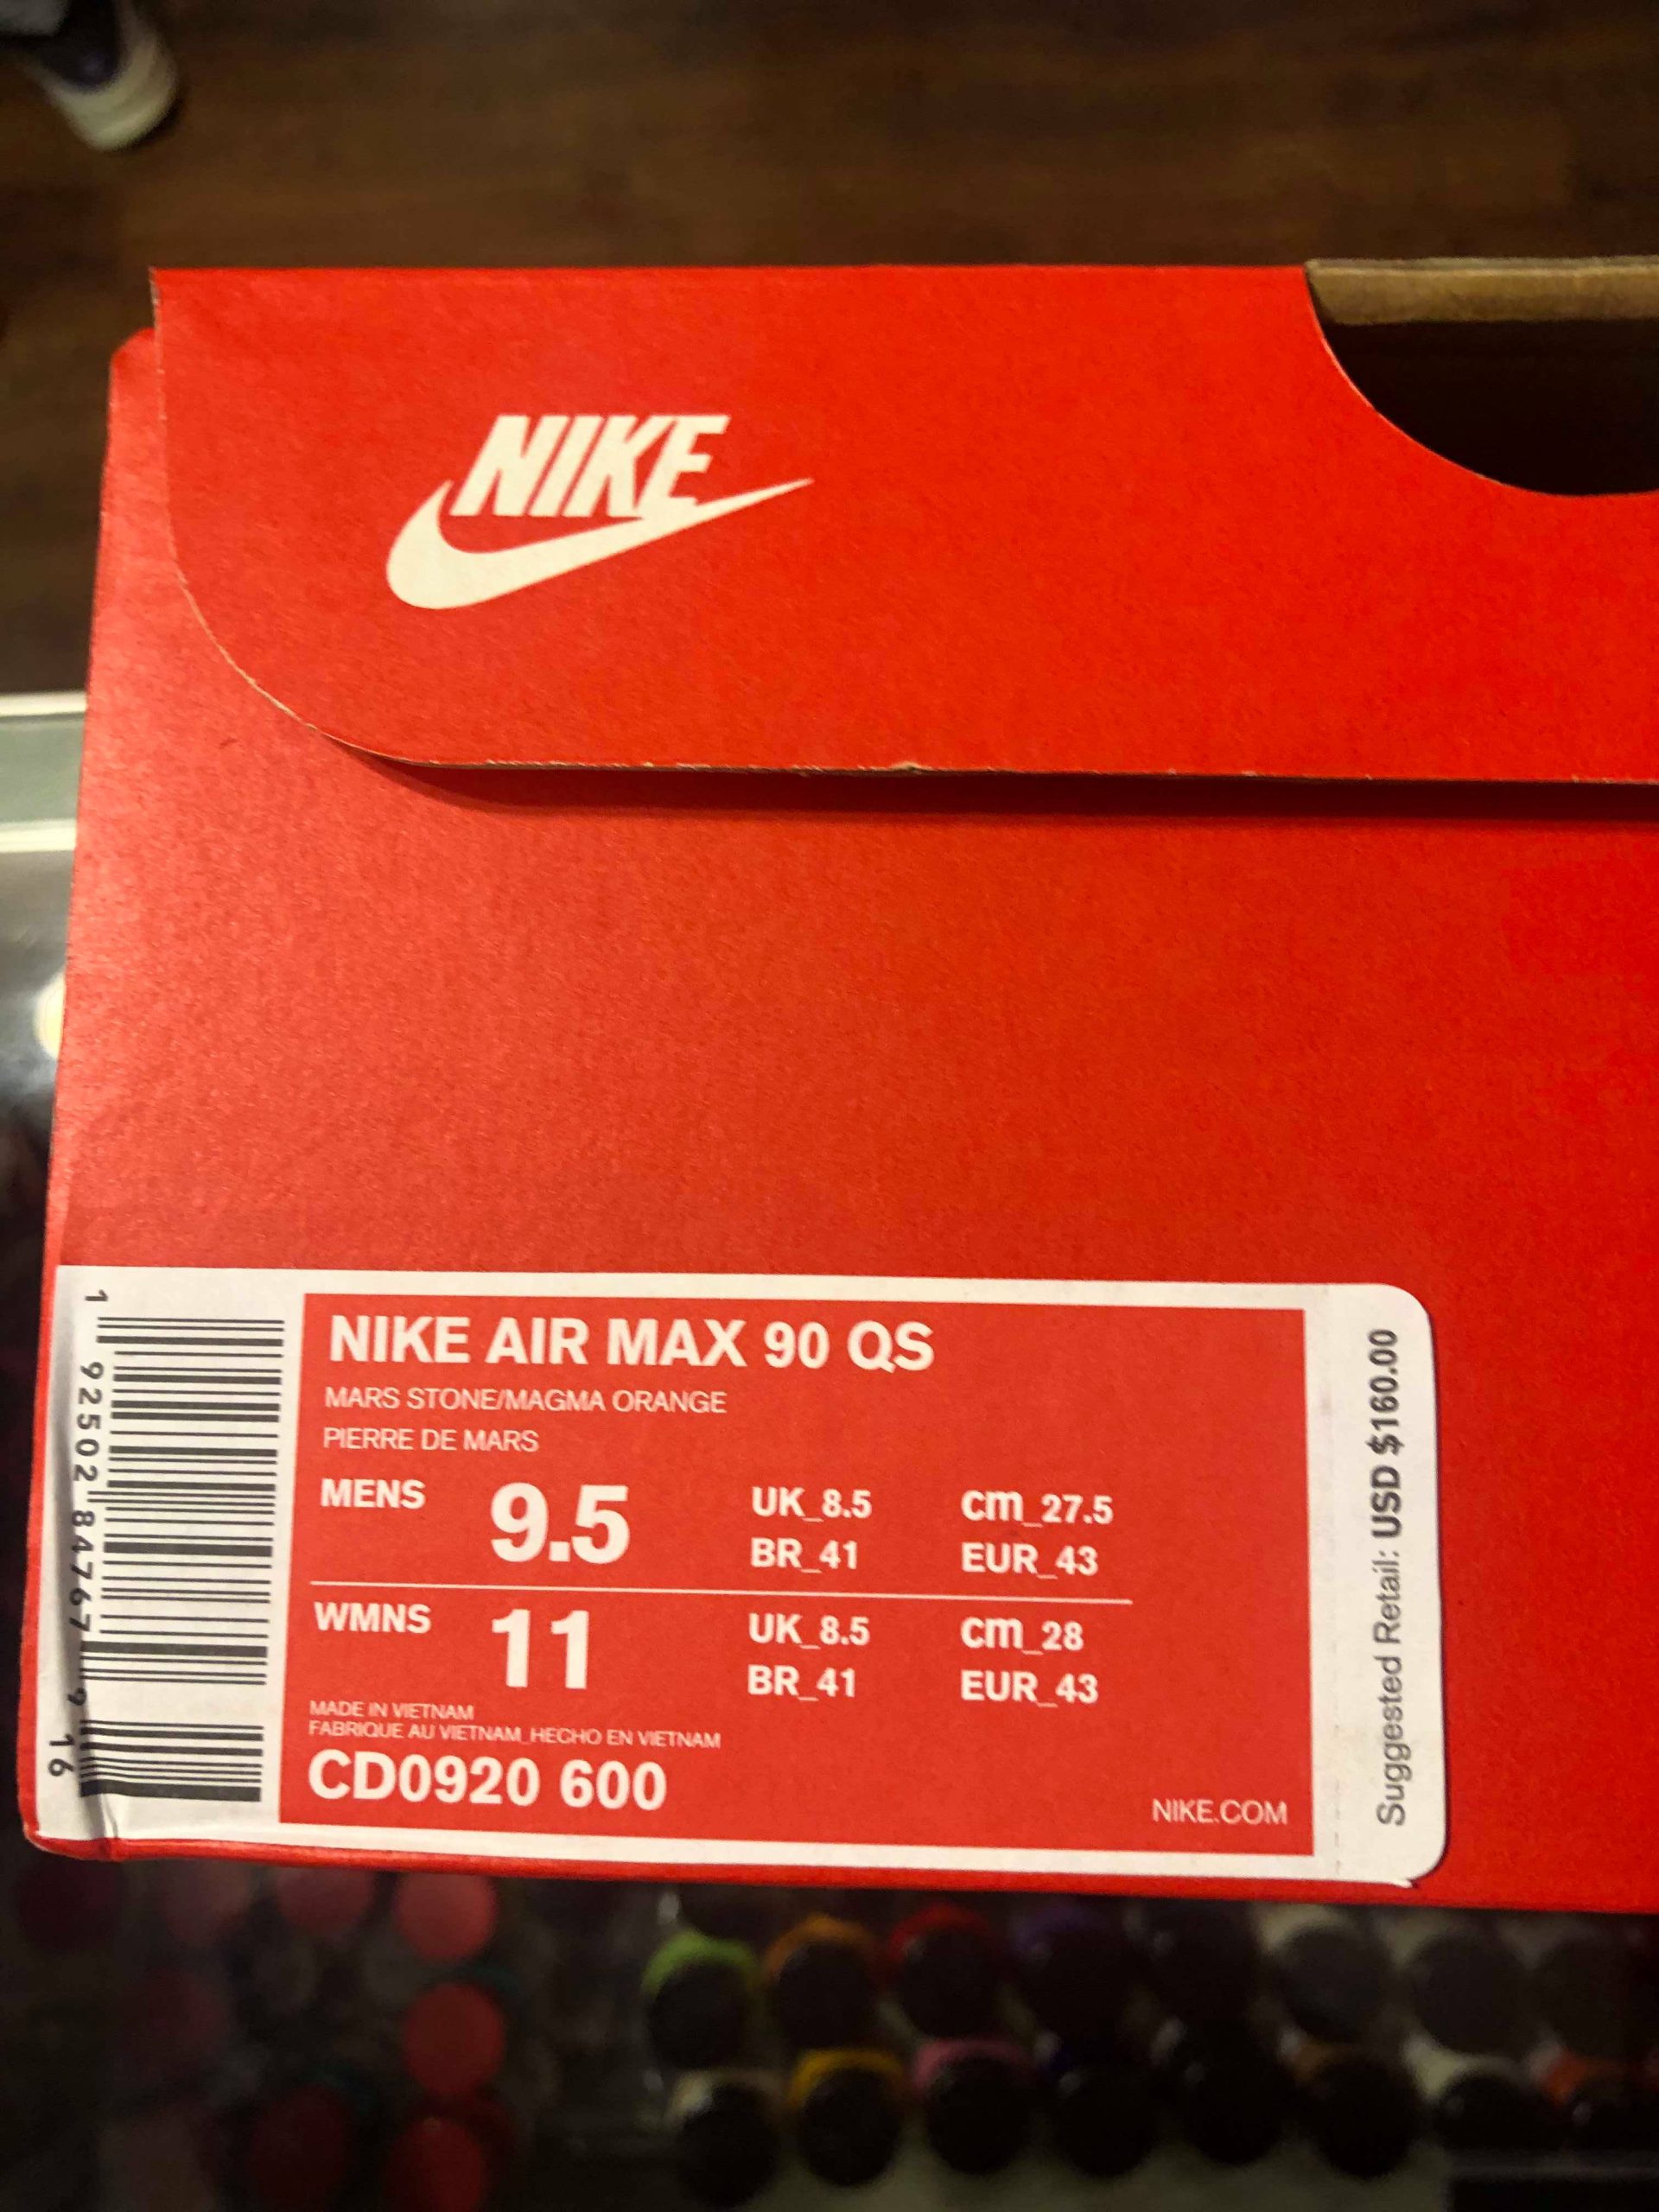 NIKE
1 92502 84767 9 16
NIKE AIR MAX 90 QS
MARS STONE/MAGMA ORANGE
PIERRE DE MARS
MENS 9.5 UK_8.5 cm_27.5
BR_41 EUR_43
WMNS 11 UK_8.5 cm_28
BR_41 EUR_43
MADE IN VIETNAM
FABRIQUE AU VIETNAM_HECHO EN VIETNAM
CD0920 600
NIKE.COM
Suggested Retail: USD $160.00